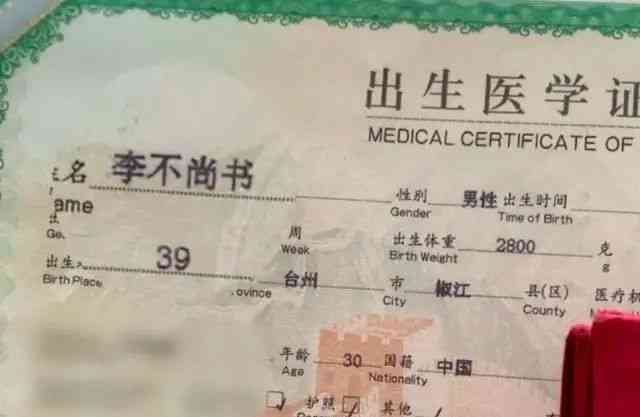 出生医学证
MEDICAL CERTIFICATE OF
名 李不尚书 性别 男性 出生时间
ame Gender Time of Birth
39 周 出生体重 2800 克
Week Birth Weight g
出生 台州 市 椒江 县(区) 医疗机
Birth Place ovince City County
年龄 30 国籍 中国
Age Nationality
护照 其他